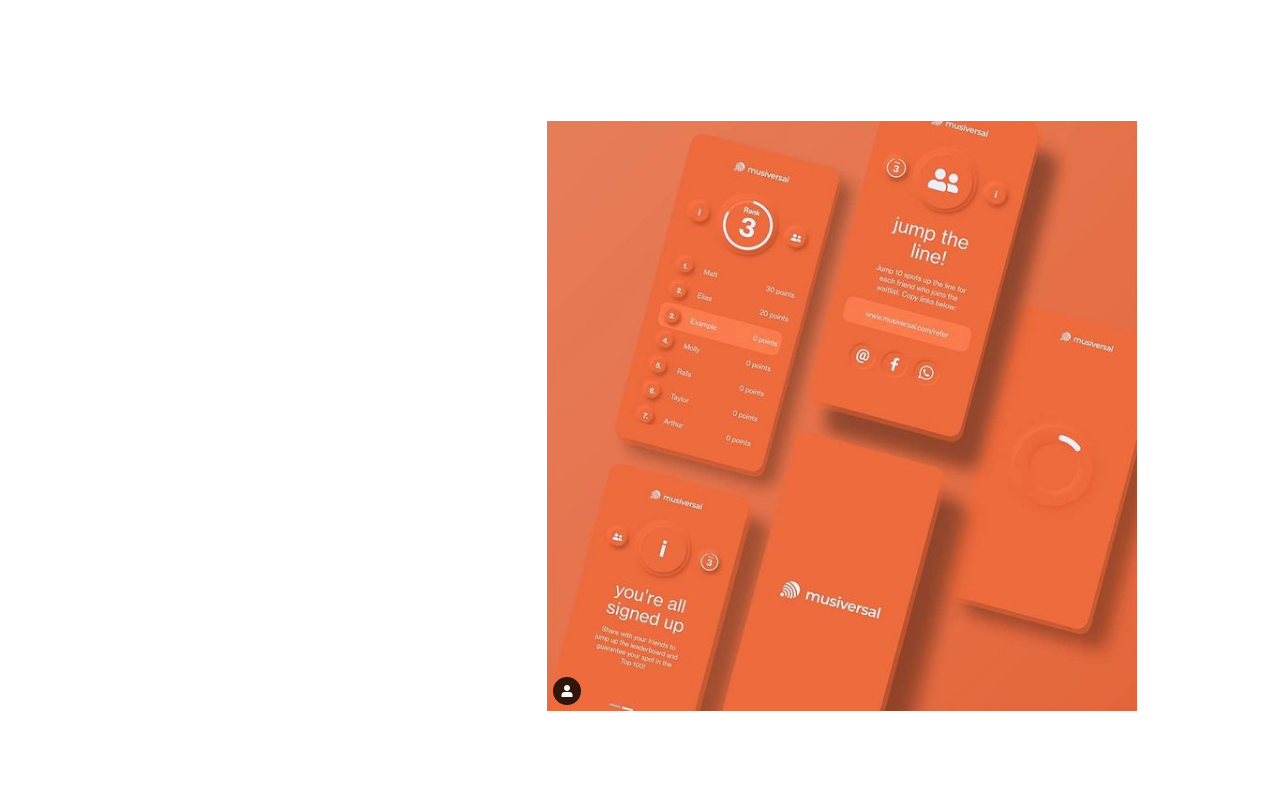 musiversal
i
Rank
3
1. Matt 30 points
2. Elias 20 points
3. Example 0 points
4. Molly 0 points
5. Rafa 0 points
6. Taylor 0 points
7. Arthur 0 points
musiversal
3
i
jump the
line!
Jump 10 spots up the line for
each friend who joins the
waitlist. Copy links below:
www.musiversal.com/refer
@
f
musiversal
musiversal
i
3
you're all
signed up
Share with your friends to
jump up the leaderboard and
guarantee your spot in the
Top 100!
musiversal